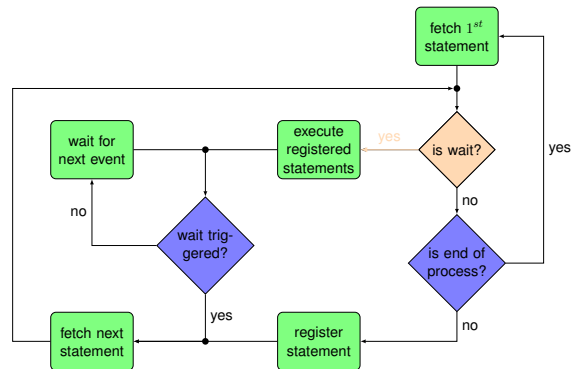 fetch 1st
statement
wait for
next event
execute
registered
statements
yes
is wait?
yes
no
no
wait trig-
gered?
is end of
process?
yes
no
fetch next
statement
register
statement